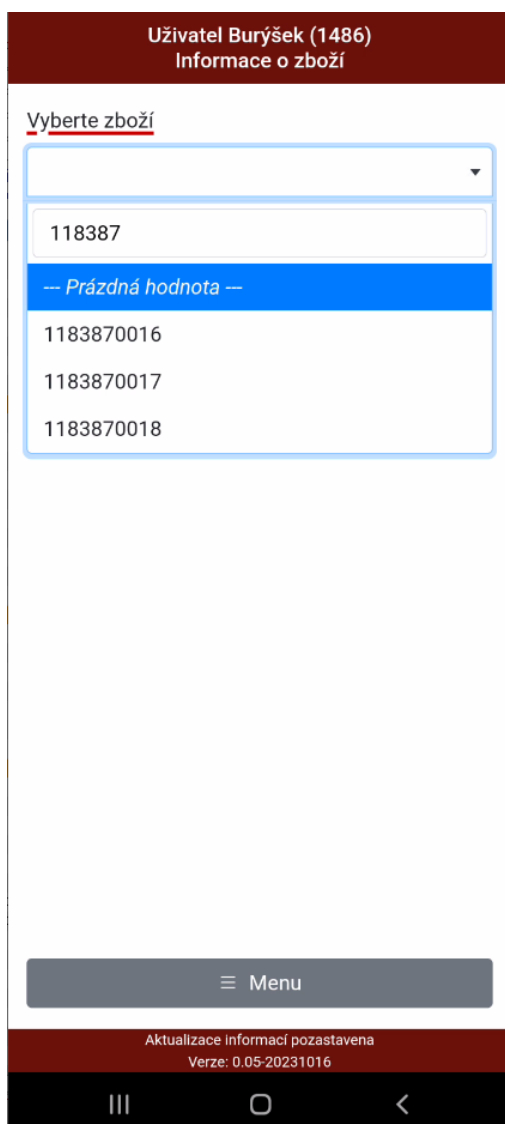 Uživatel Burýšek (1486)
Informace o zboží
Vyberte zboží
118387
--- Prázdná hodnota ---
1183870016
1183870017
1183870018
Menu
Aktualizace informací pozastavena
Verze: 0.05-20231016